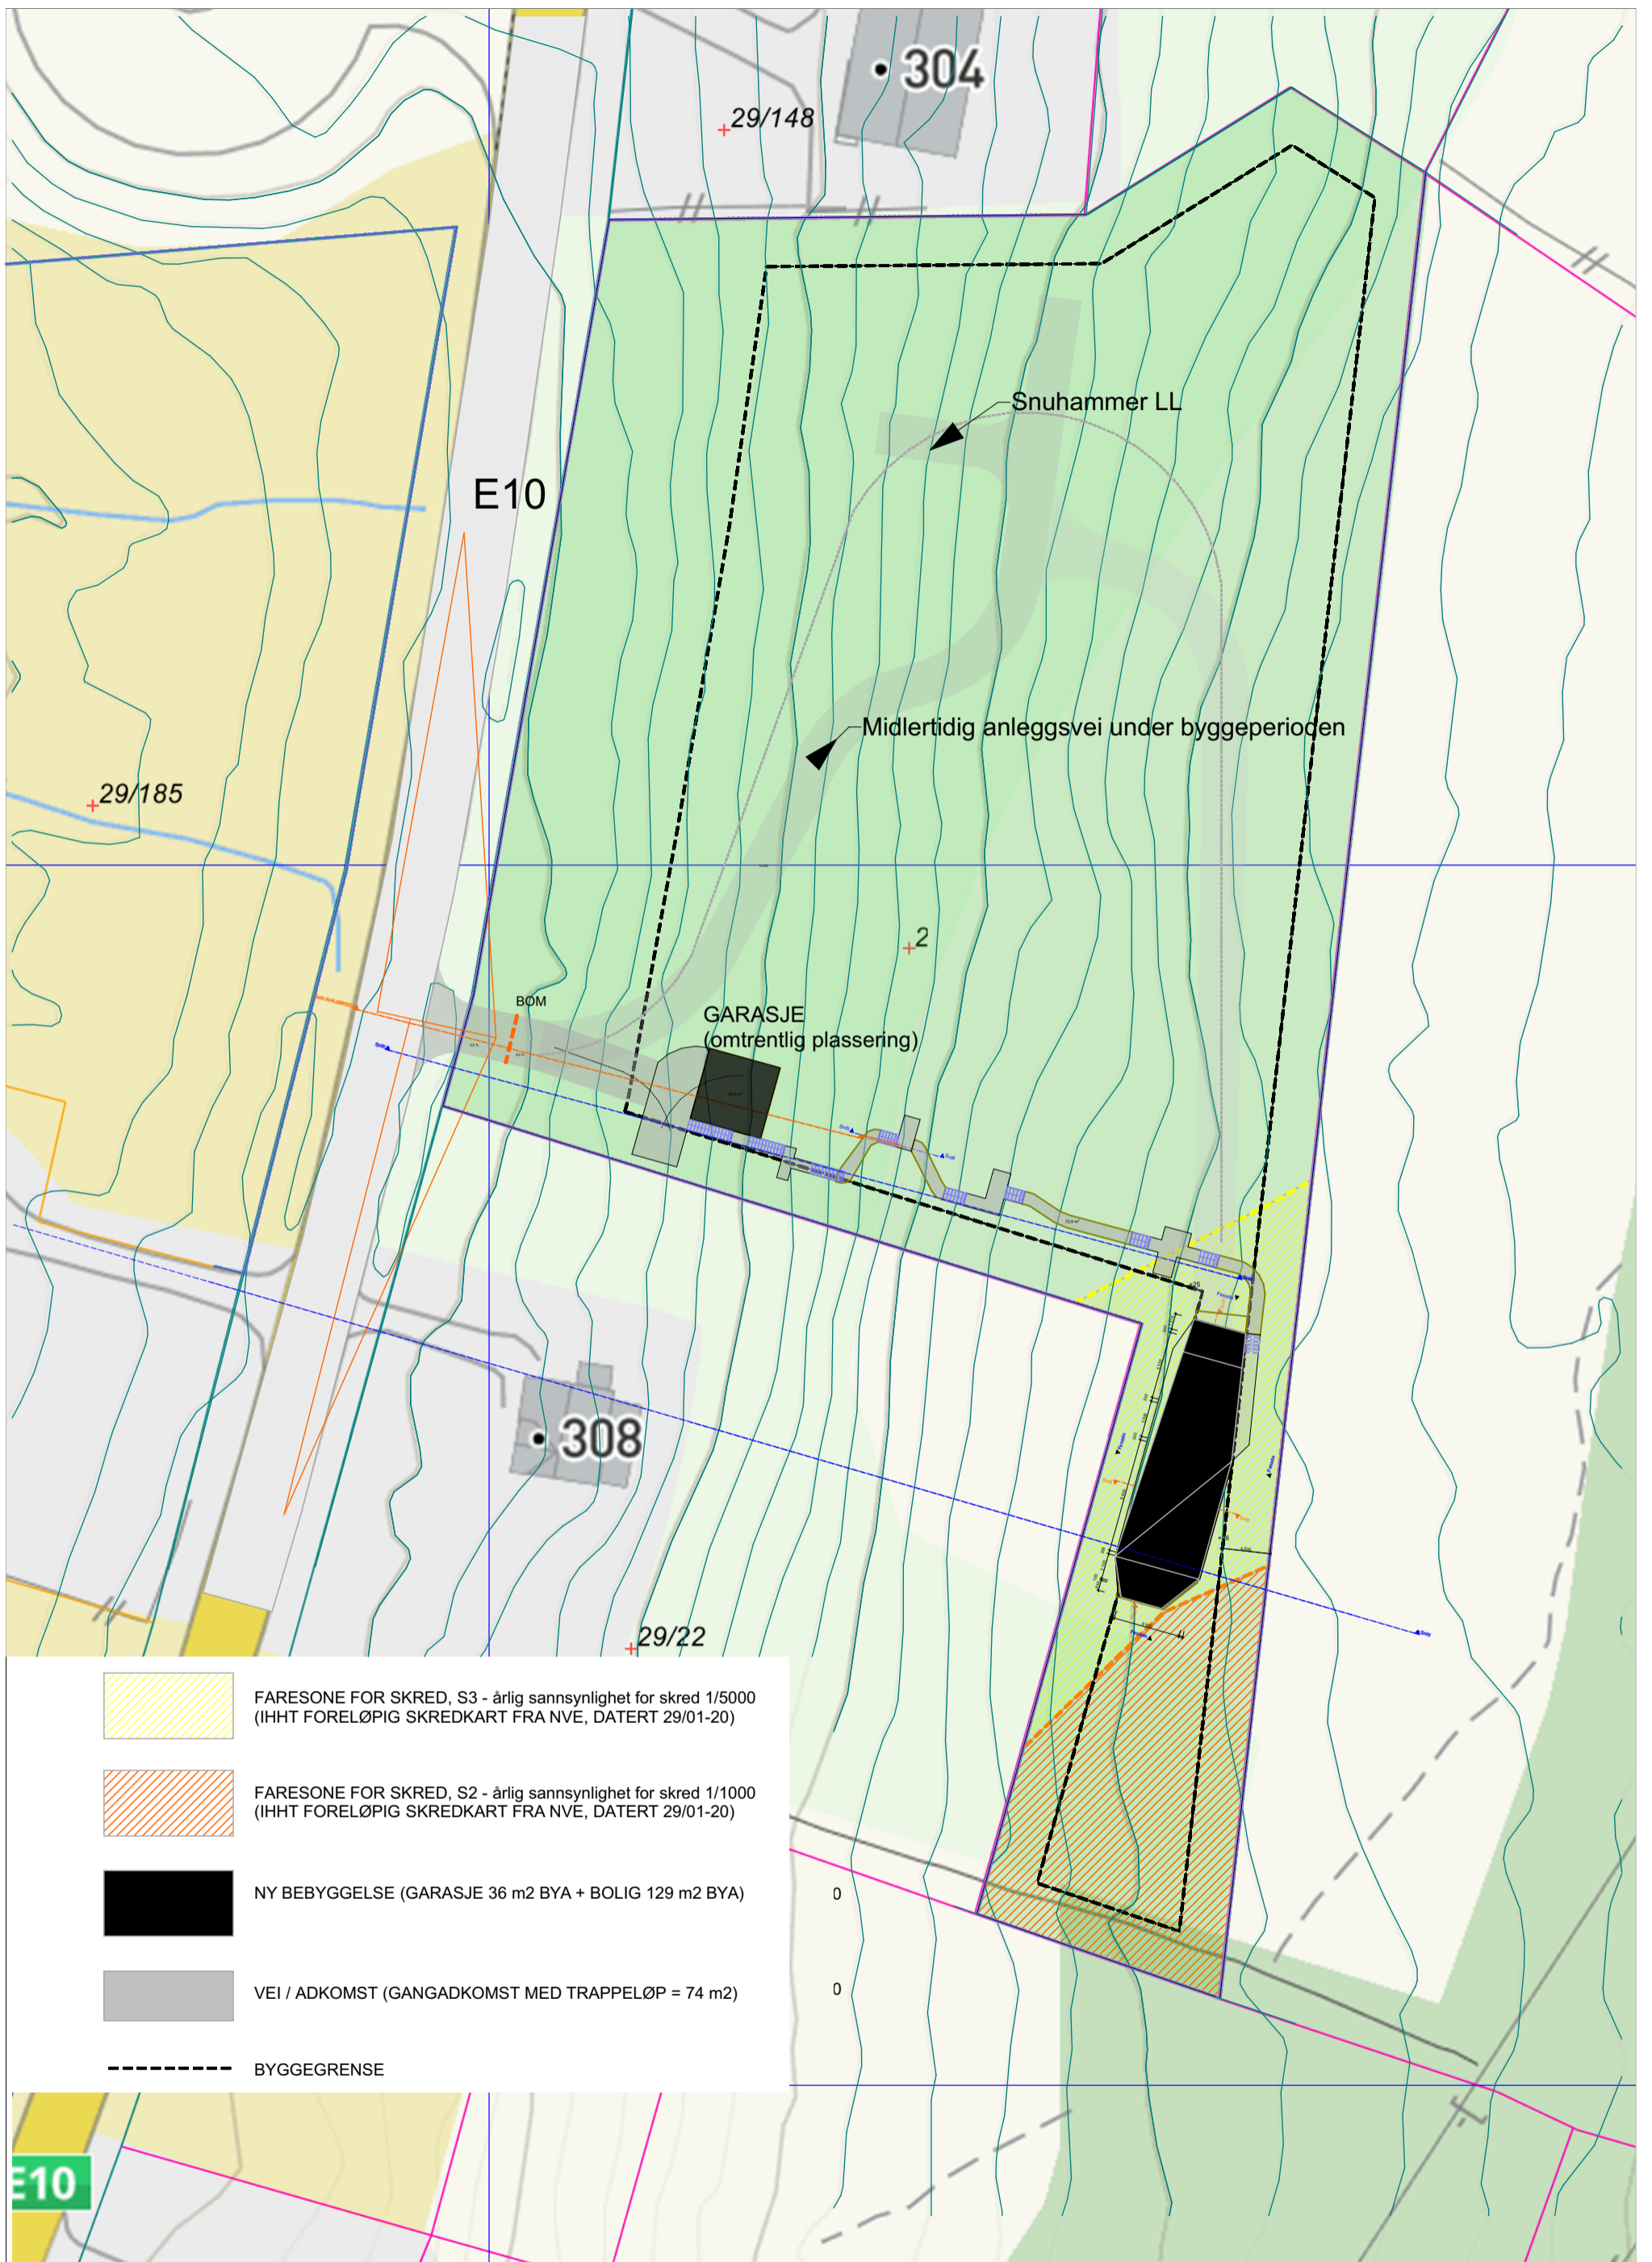 304
29/148
Snuhammer LL
E10
Midlertidig anleggsvei under byggeperioden
29/185
2
BOM
GARASJE
(omtrentlig plassering)
308
29/22
FARESONE FOR SKRED, S3 - årlig sannsynlighet for skred 1/5000
(IHHT FORELØPIG SKREDKART FRA NVE, DATERT 29/01-20)
FARESONE FOR SKRED, S2 - årlig sannsynlighet for skred 1/1000
(IHHT FORELØPIG SKREDKART FRA NVE, DATERT 29/01-20)
NY BEBYGGELSE (GARASJE 36 m2 BYA + BOLIG 129 m2 BYA)
0
VEI / ADKOMST (GANGADKOMST MED TRAPPELØP = 74 m2)
0
BYGGEGRENSE
E10